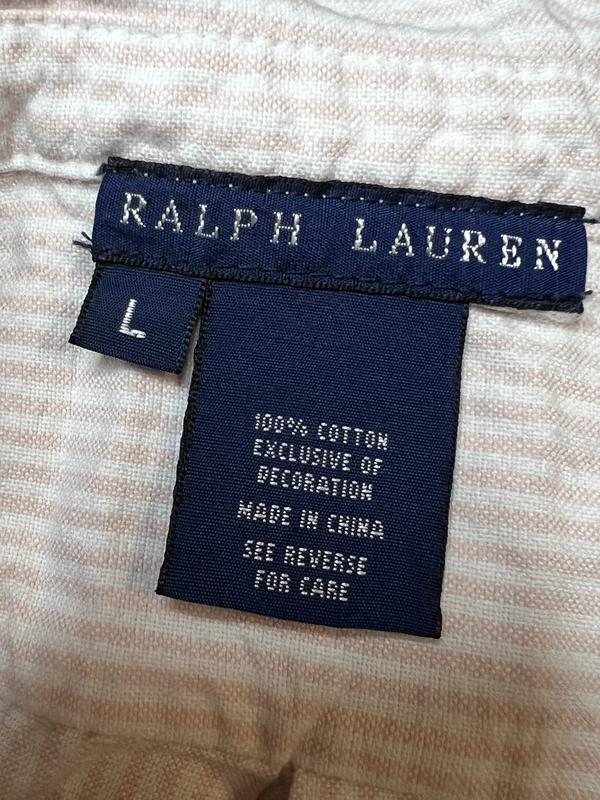 RALPH LAUREN
L
100% COTTON
EXCLUSIVE OF
DECORATION
MADE IN CHINA
SEE REVERSE
FOR CARE